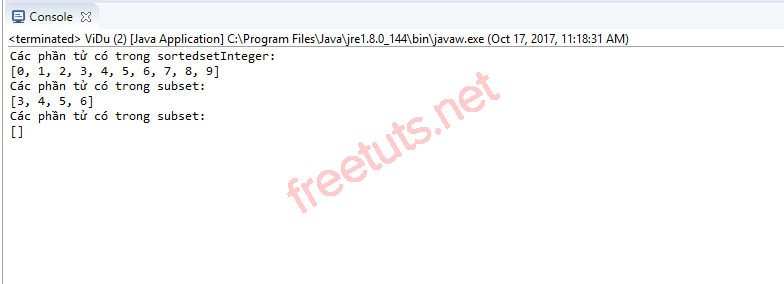 Console
<terminated> ViDu (2) [Java Application] C:\Program Files\Java\jre1.8.0_144\bin\javaw.exe (Oct 17, 2017, 11:18:31 AM)
Các phần tử có trong sortedsetInteger:
[0, 1, 2, 3, 4, 5, 6, 7, 8, 9]
Các phần tử có trong subset:
[3, 4, 5, 6]
Các phần tử có trong subset:
[]
freetuts.net